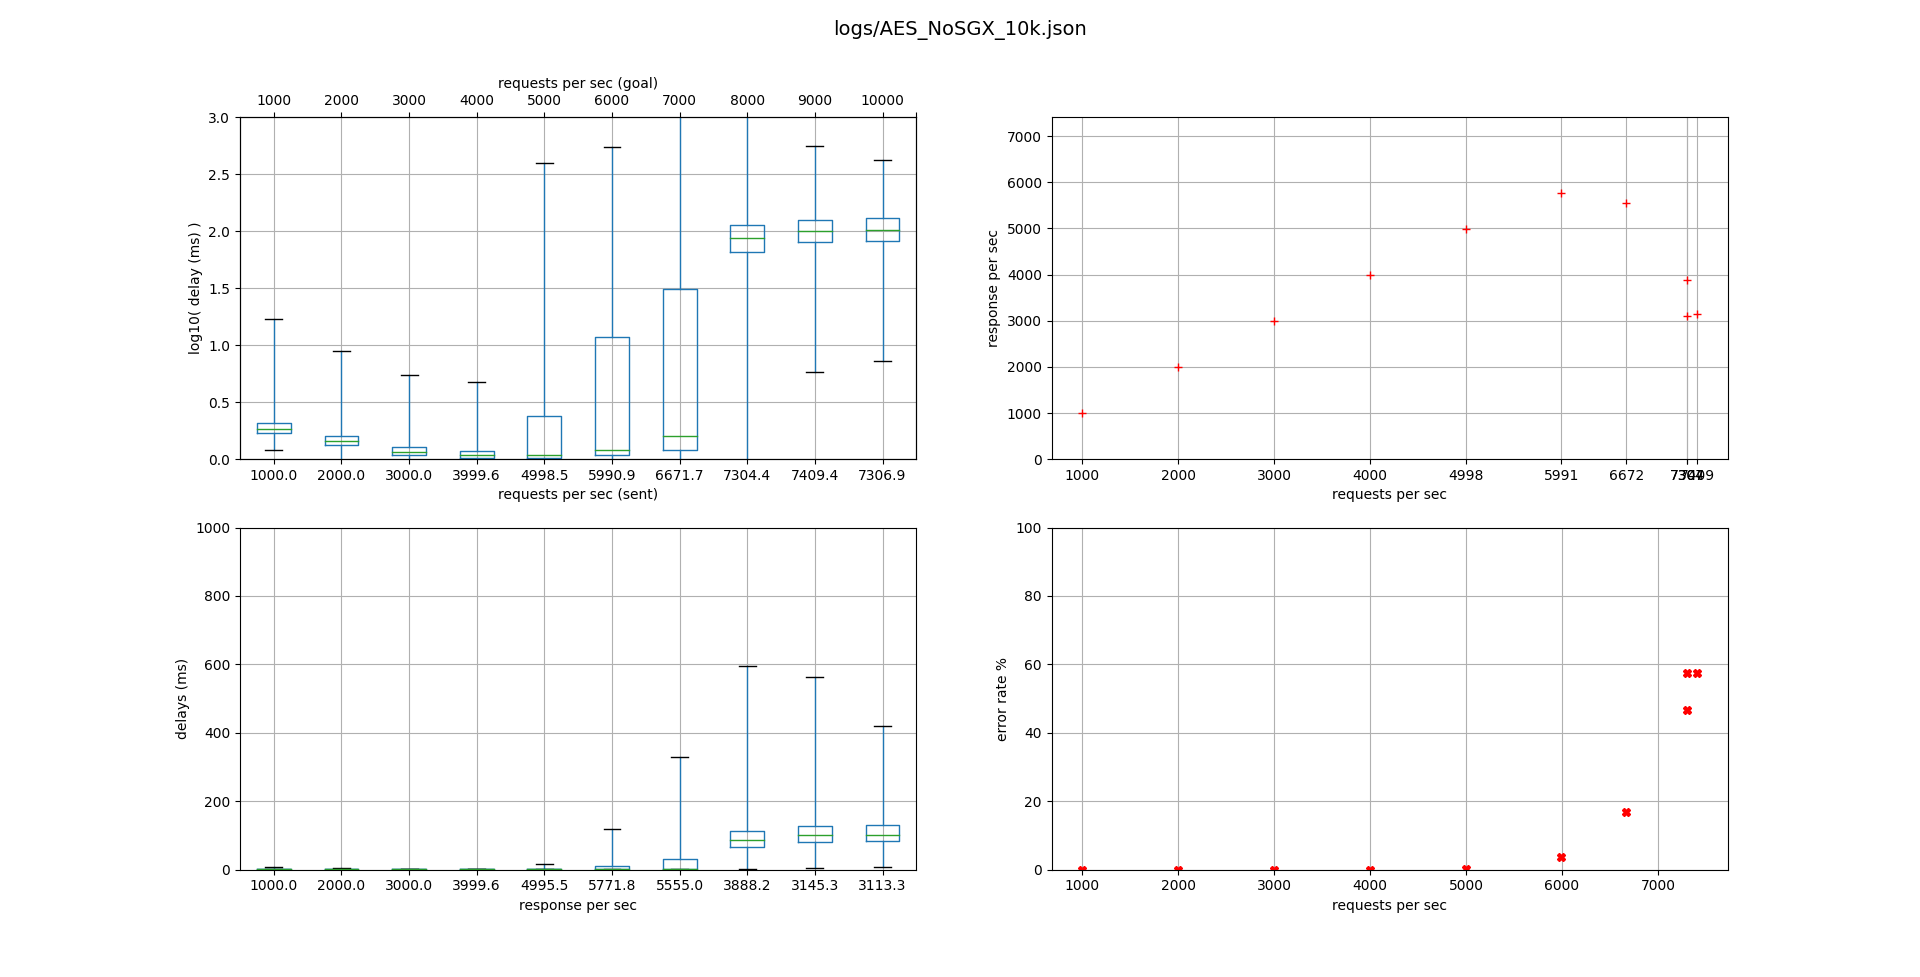 logs/AES_NoSGX_10k.json
requests per sec (goal)
1000 2000 3000 4000 5000 6000 7000 8000 9000 10000
3.0
2.5
2.0
1.5
1.0
0.5
0.0
log10( delay (ms) )
1000.0 2000.0 3000.0 3999.6 4998.5 5990.9 6671.7 7304.4 7409.4 7306.9
requests per sec (sent)
7000
6000
5000
4000
3000
2000
1000
0
response per sec
1000 2000 3000 4000 4998 5991 6672
requests per sec
1000
800
600
400
200
0
delays (ms)
1000.0 2000.0 3000.0 3999.6 4995.5 5771.8 5555.0 3888.2 3145.3 3113.3
response per sec
100
80
60
40
20
0
error rate %
1000 2000 3000 4000 5000 6000 7000
requests per sec